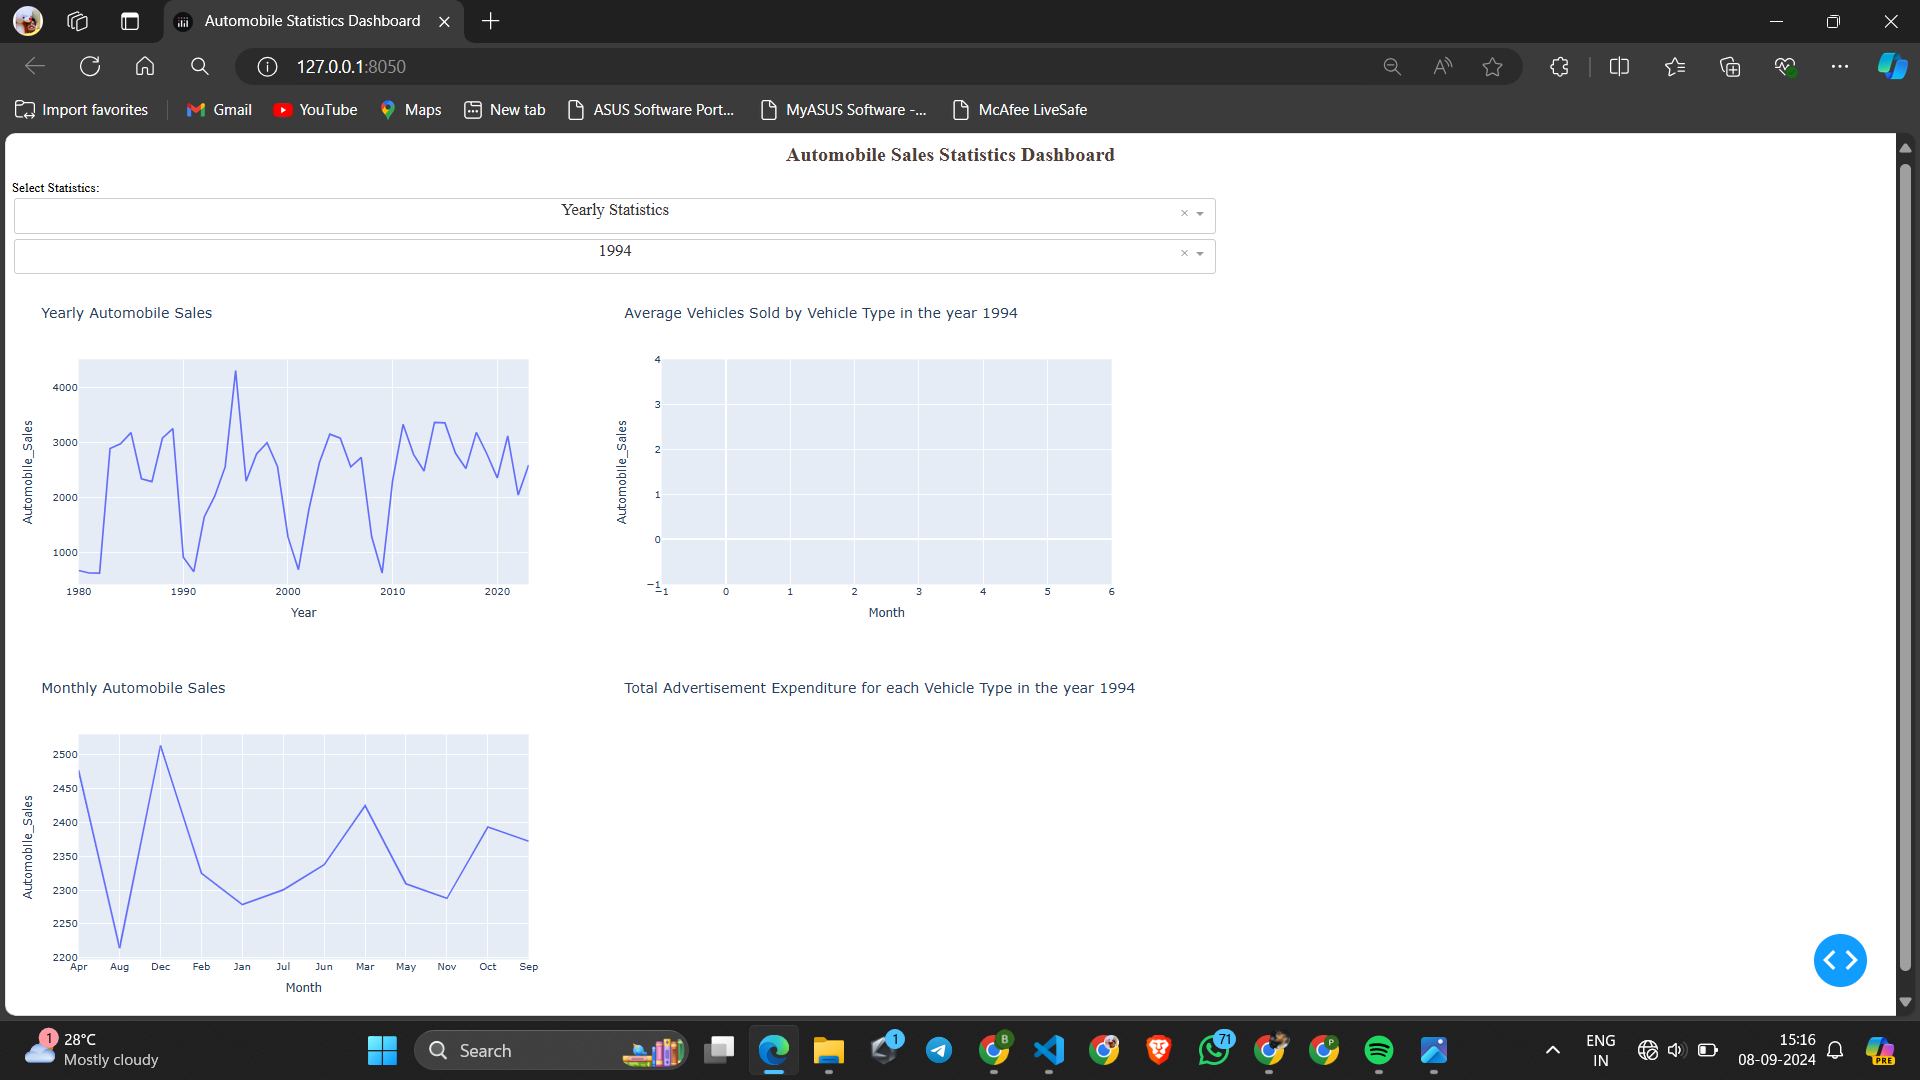 Automobile Statistics Dashboard
127.0.0.1:8050
Import favorites
Gmail
YouTube
Maps
New tab
ASUS Software Port...
MyASUS Software -...
McAfee LiveSafe
Automobile Sales Statistics Dashboard
Select Statistics:
Yearly Statistics
1994
Yearly Automobile Sales
Automobile_Sales
4000
3000
2000
1000
1980 1990 2000 2010 2020
Year
Average Vehicles Sold by Vehicle Type in the year 1994
Automobile_Sales
4
3
2
1
0
−1
−1 0 1 2 3 4 5 6
Month
Monthly Automobile Sales
Automobile_Sales
2500
2450
2400
2350
2300
2250
2200
Apr Aug Dec Feb Jan Jul Jun Mar May Nov Oct Sep
Month
Total Advertisement Expenditure for each Vehicle Type in the year 1994
1
28°C
Mostly cloudy
Search
1
B
71
P
ENG
IN
15:16
08-09-2024
PRE